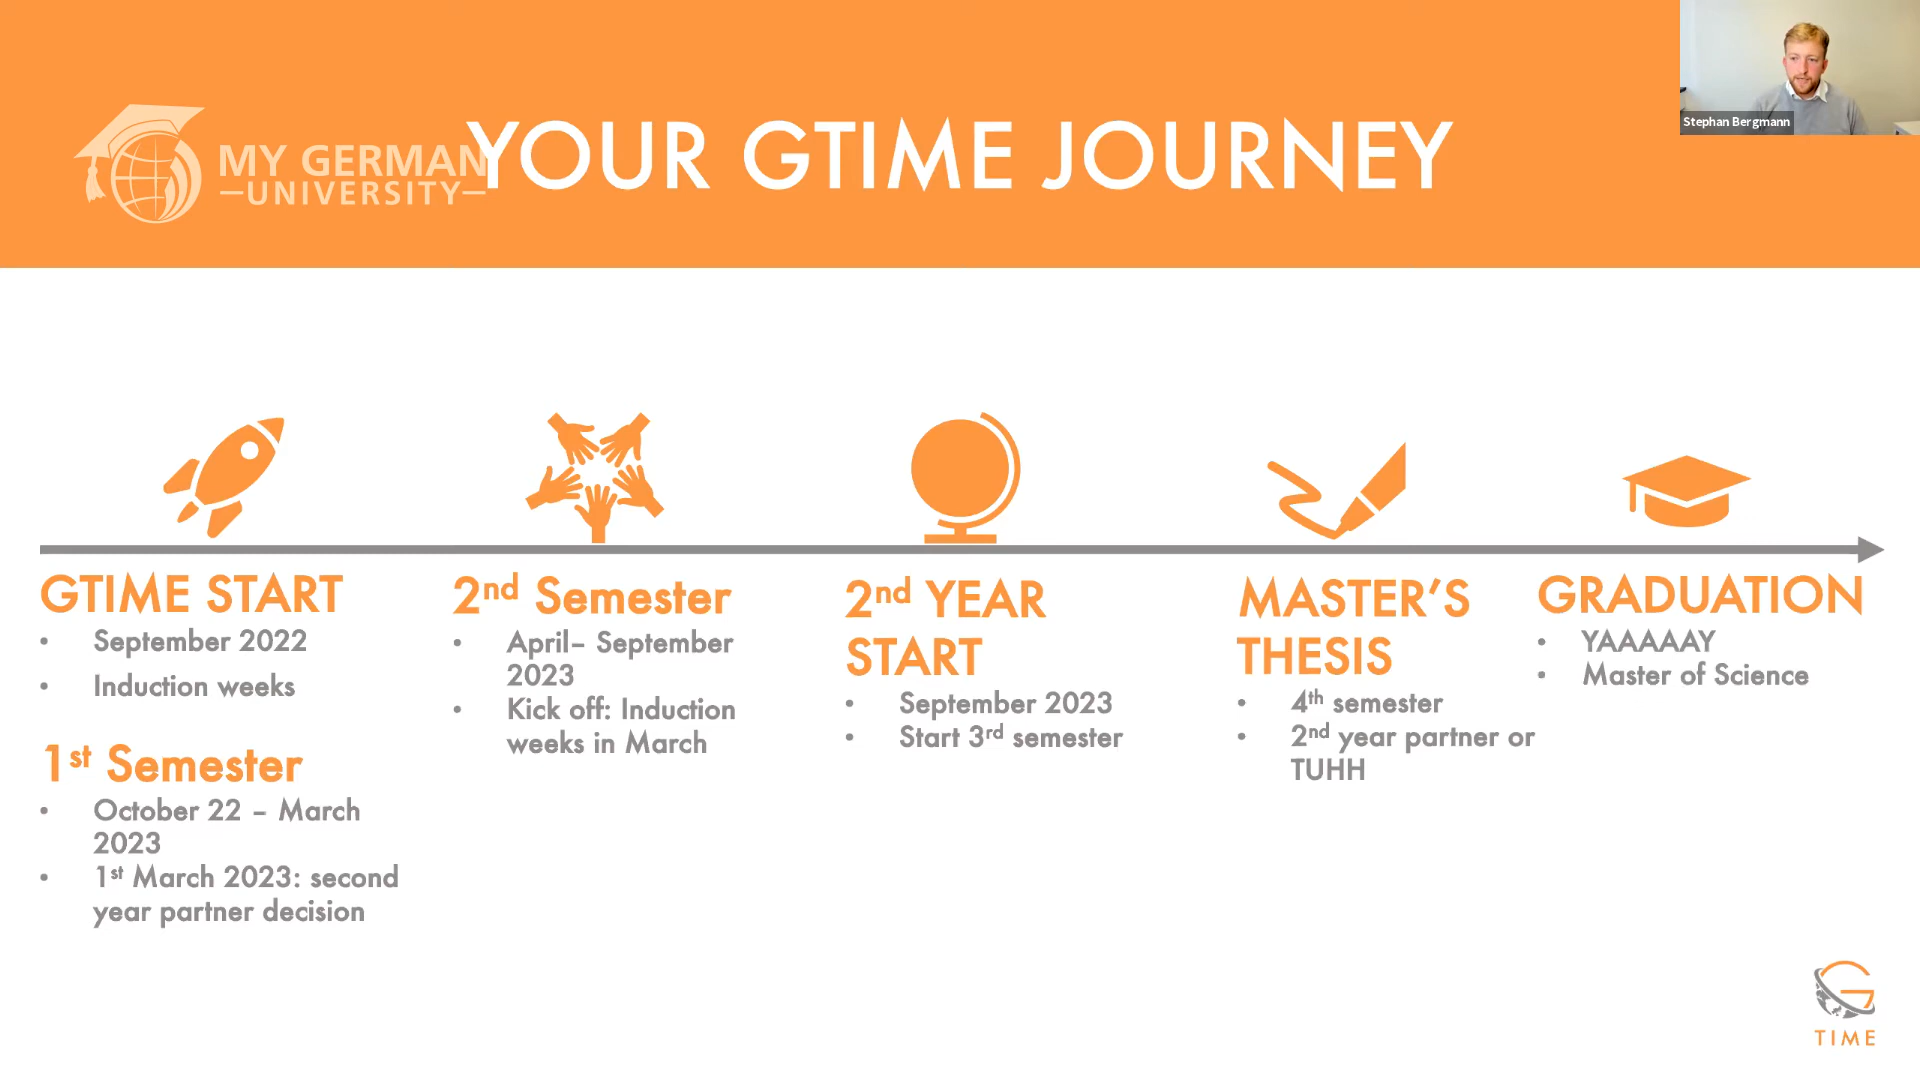 MY GERMAN
UNIVERSITY
YOUR GTIME JOURNEY
Stephan Bergmann
GTIME START
• September 2022
• Induction weeks
1st Semester
• October 22 – March
2023
• 1st March 2023: second
year partner decision
2nd Semester
• April– September
2023
• Kick off: Induction
weeks in March
2nd YEAR
START
• September 2023
• Start 3rd semester
MASTER’S
THESIS
• 4th semester
• 2nd year partner or
TUHH
GRADUATION
• YAAAAAY
• Master of Science
G
TIME